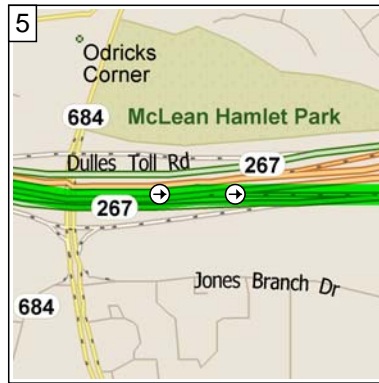 5
Odricks
Corner
684
McLean Hamlet Park
Dulles Toll Rd
267
267
Jones Branch Dr
684